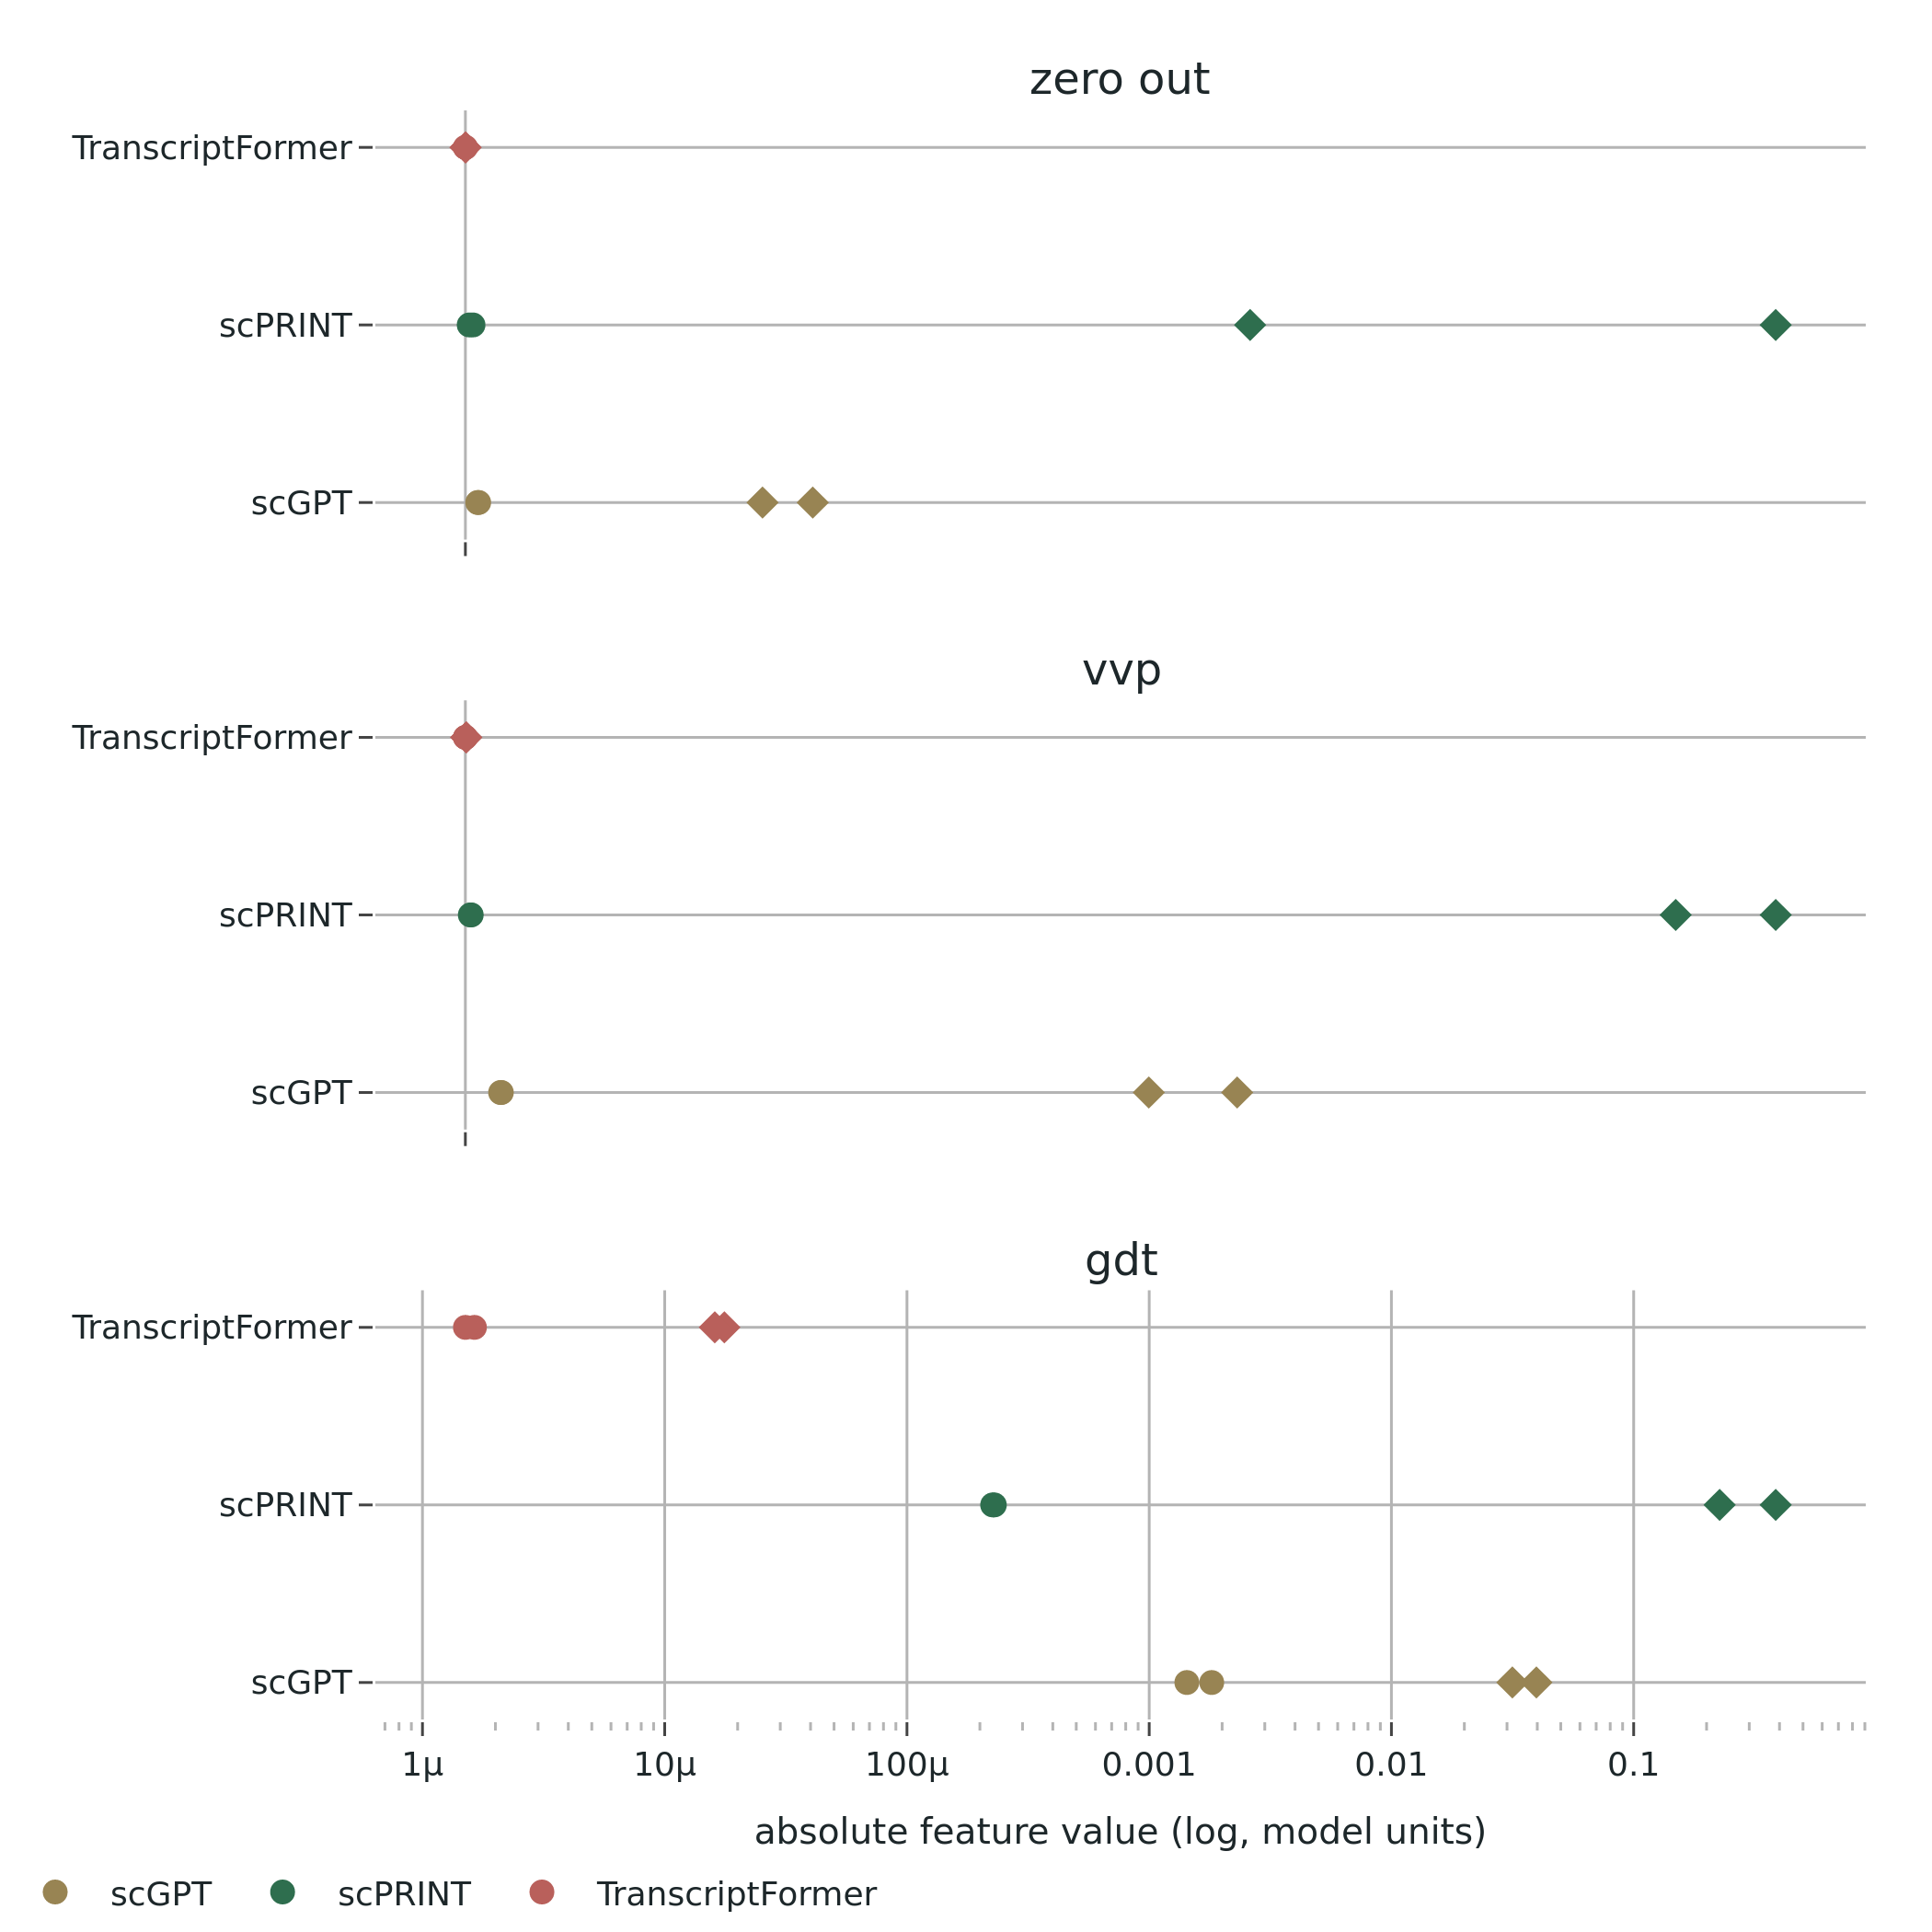 zero out
TranscriptFormer
scPRINT
scGPT
vvp
TranscriptFormer
scPRINT
scGPT
gdt
TranscriptFormer
scPRINT
scGPT
1µ 10µ 100µ 0.001 0.01 0.1
absolute feature value (log, model units)
scGPT scPRINT TranscriptFormer